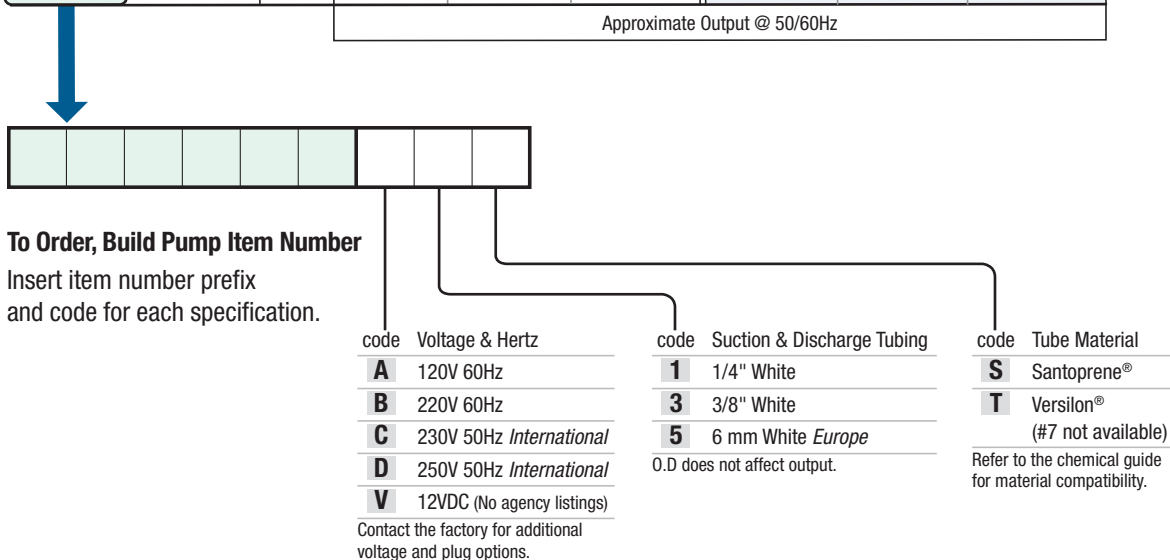 Approximate Output @ 50/60Hz
To Order, Build Pump Item Number
Insert item number prefix
and code for each specification.
code Voltage & Hertz
A 120V 60Hz
B 220V 60Hz
C 230V 50Hz International
D 250V 50Hz International
V 12VDC (No agency listings)
Contact the factory for additional
voltage and plug options.
code Suction & Discharge Tubing
1 1/4" White
3 3/8" White
5 6 mm White Europe
O.D does not affect output.
code Tube Material
S Santoprene®
T Versilon®
(#7 not available)
Refer to the chemical guide
for material compatibility.